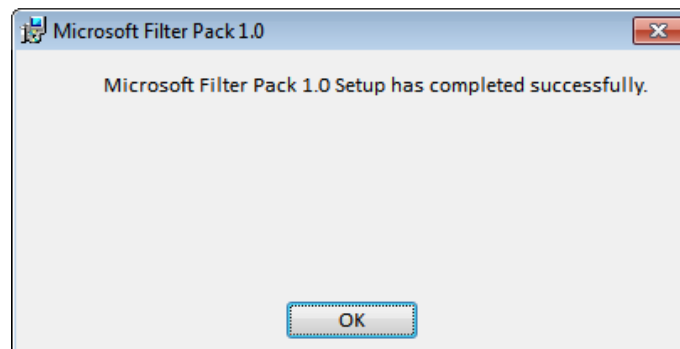 Microsoft Filter Pack 1.0
Microsoft Filter Pack 1.0 Setup has completed successfully.
OK